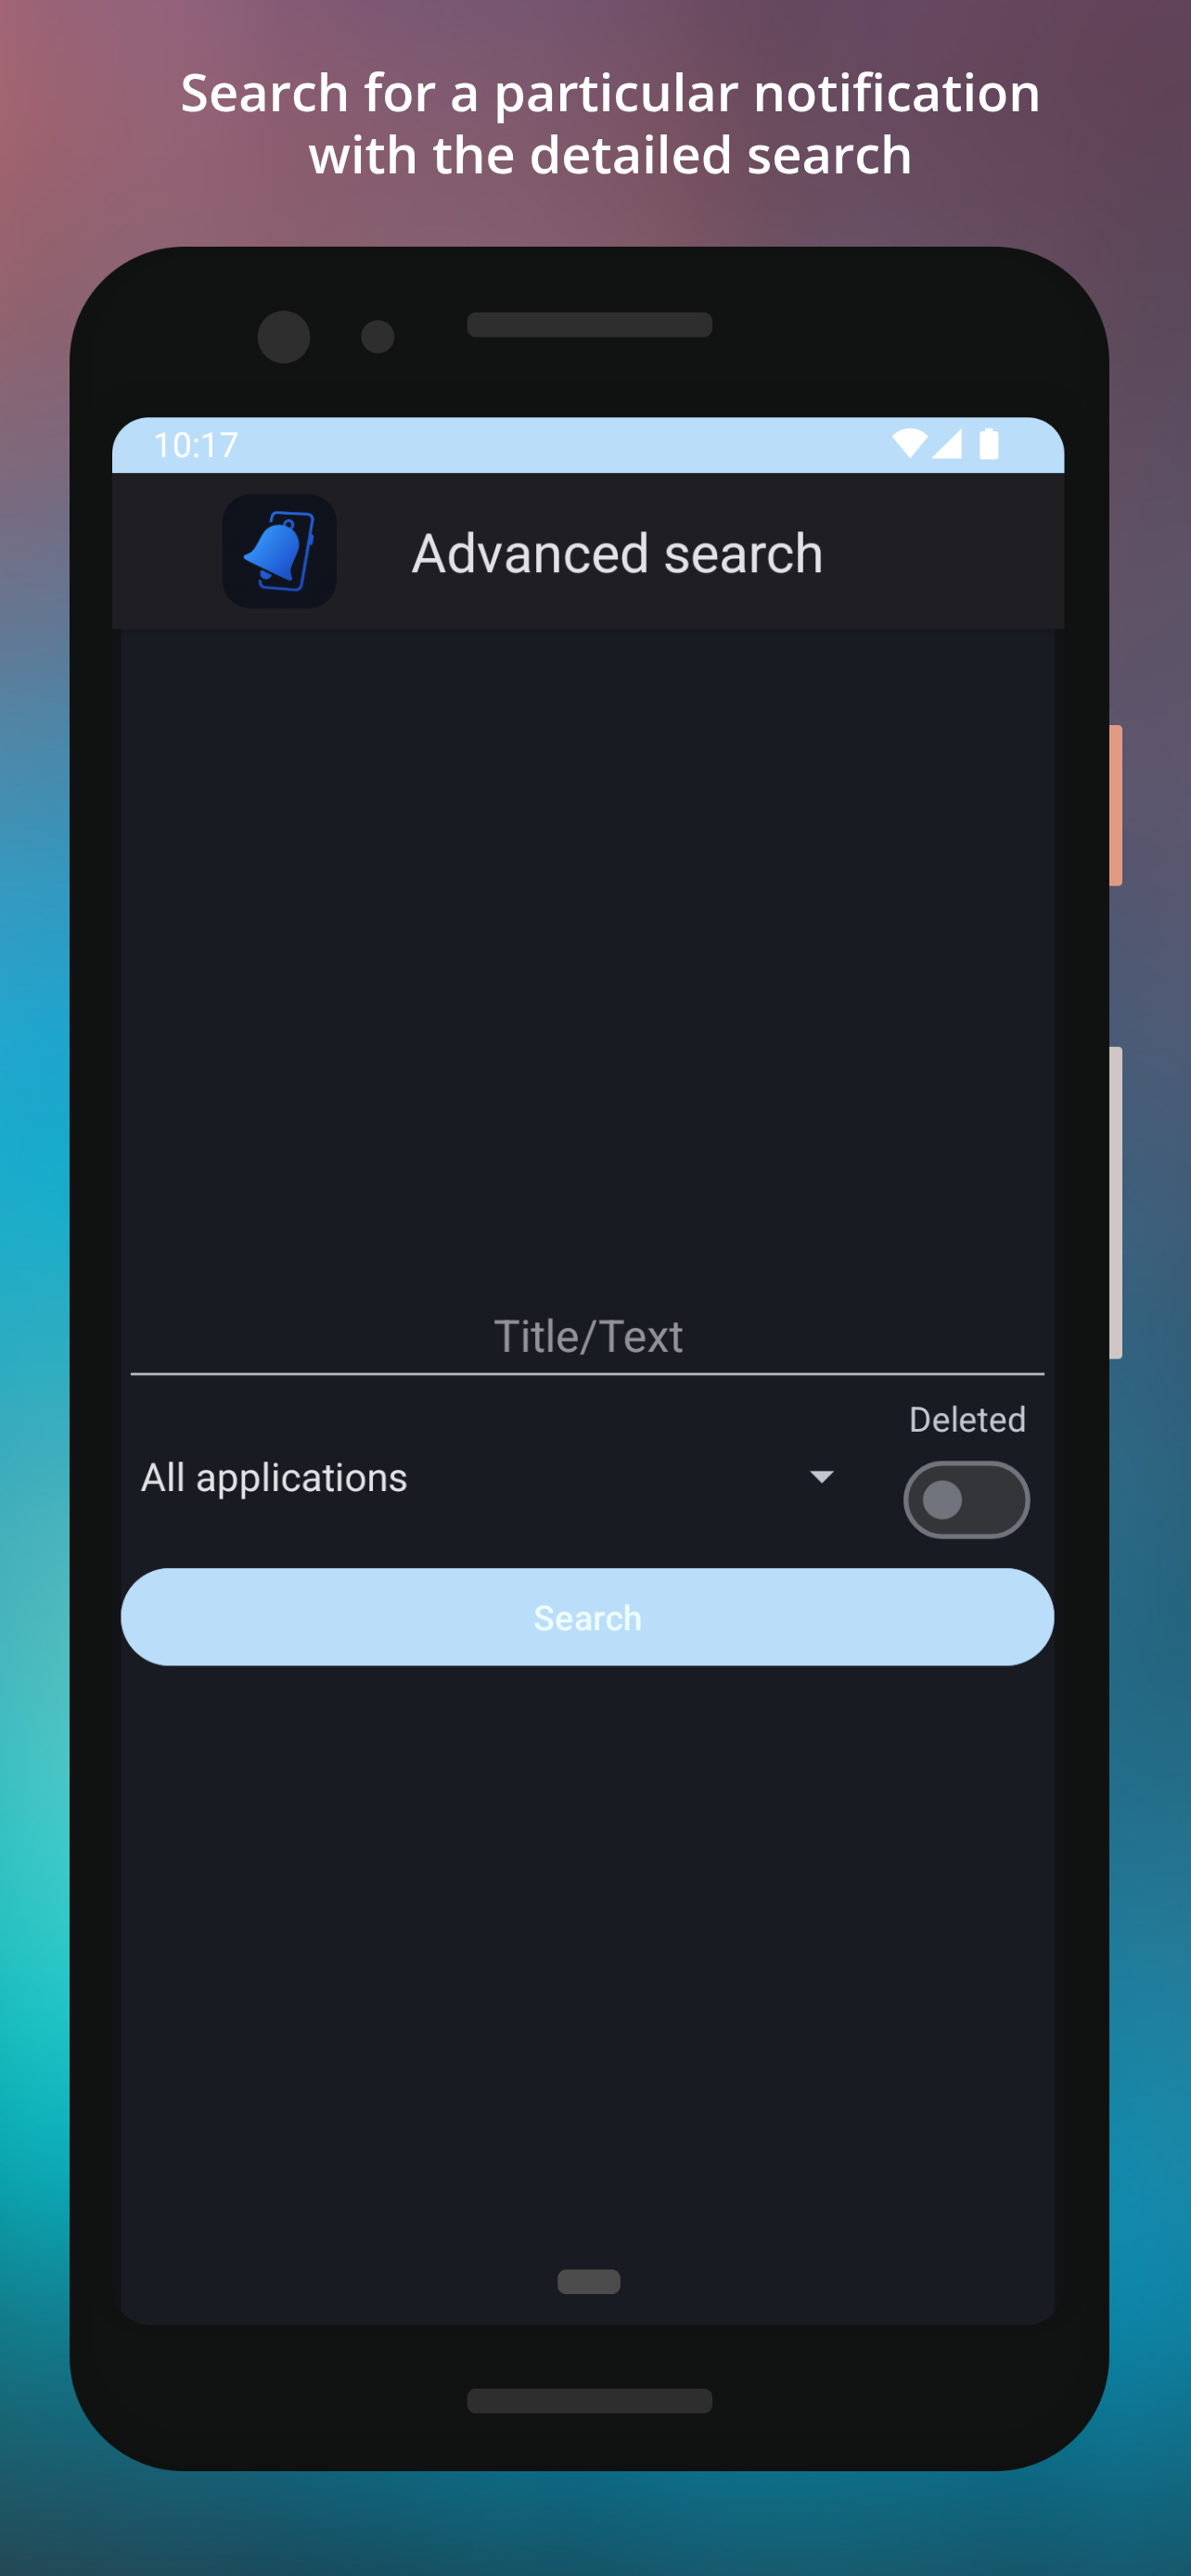 Search for a particular notification
with the detailed search
10:17
Advanced search
Title/Text
Deleted
All applications
Search